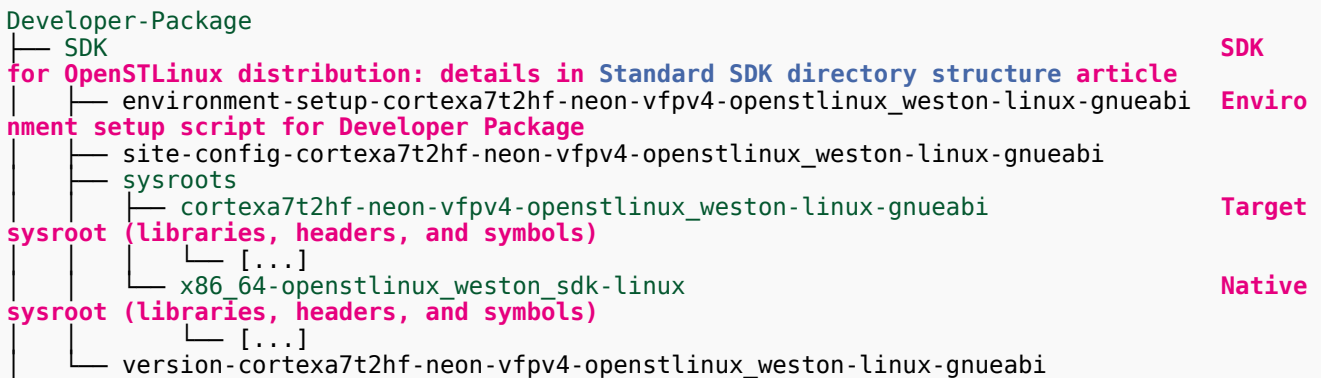 Developer-Package
├── SDK                                                                             SDK
for OpenSTLinux distribution: details in Standard SDK directory structure article
│   ├── environment-setup-cortexa7t2hf-neon-vfpv4-openstlinux_weston-linux-gnueabi  Enviro
nment setup script for Developer Package
│   ├── site-config-cortexa7t2hf-neon-vfpv4-openstlinux_weston-linux-gnueabi
│   ├── sysroots
│   │   ├── cortexa7t2hf-neon-vfpv4-openstlinux_weston-linux-gnueabi                Target
sysroot (libraries, headers, and symbols)
│   │   │   └── [...]
│   │   └── x86_64-openstlinux_weston_sdk-linux                                     Native
sysroot (libraries, headers, and symbols)
│   │       └── [...]
│   └── version-cortexa7t2hf-neon-vfpv4-openstlinux_weston-linux-gnueabi